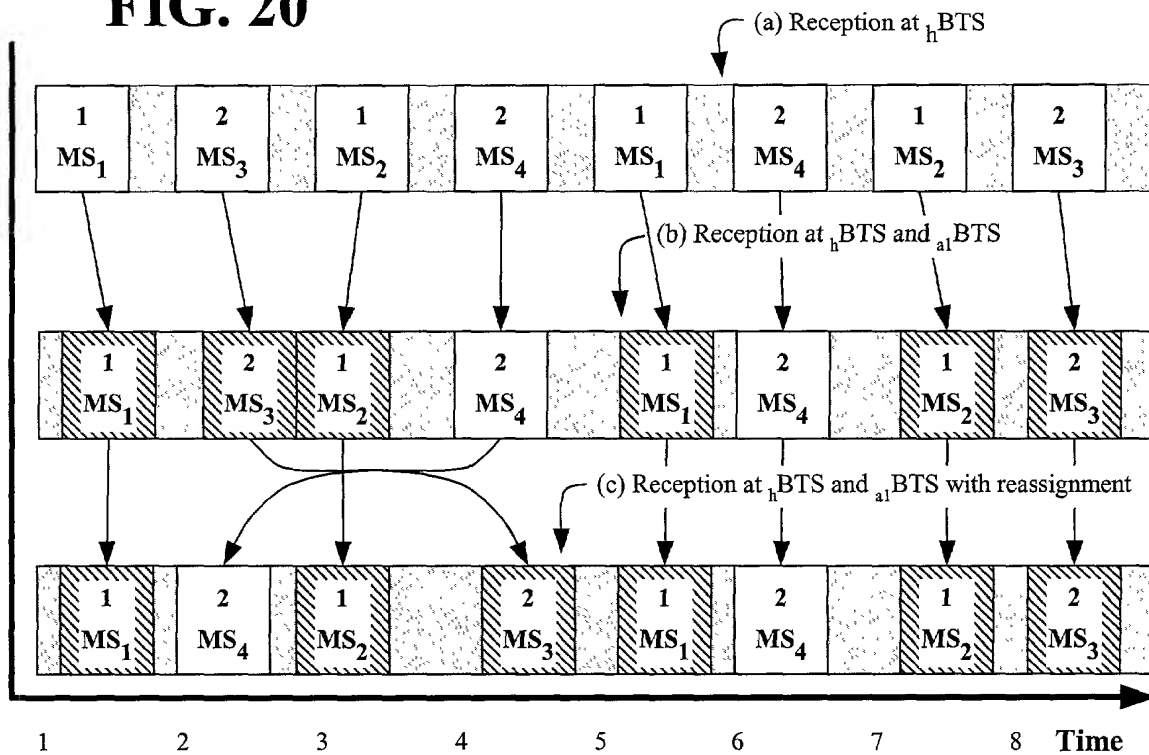 FIG. 20
(a) Reception at hBTS
1 2 1 2 1 2 1 2
MS1 MS3 MS2 MS4 MS1 MS4 MS2 MS3
(b) Reception at hBTS and a1BTS
1 2 1 2 1 2 1 2
MS1 MS3 MS2 MS4 MS1 MS4 MS2 MS3
(c) Reception at hBTS and a1BTS with reassignment
1 2 1 2 1 2 1 2
MS1 MS4 MS2 MS3 MS1 MS4 MS2 MS3
1 2 3 4 5 6 7 8 Time